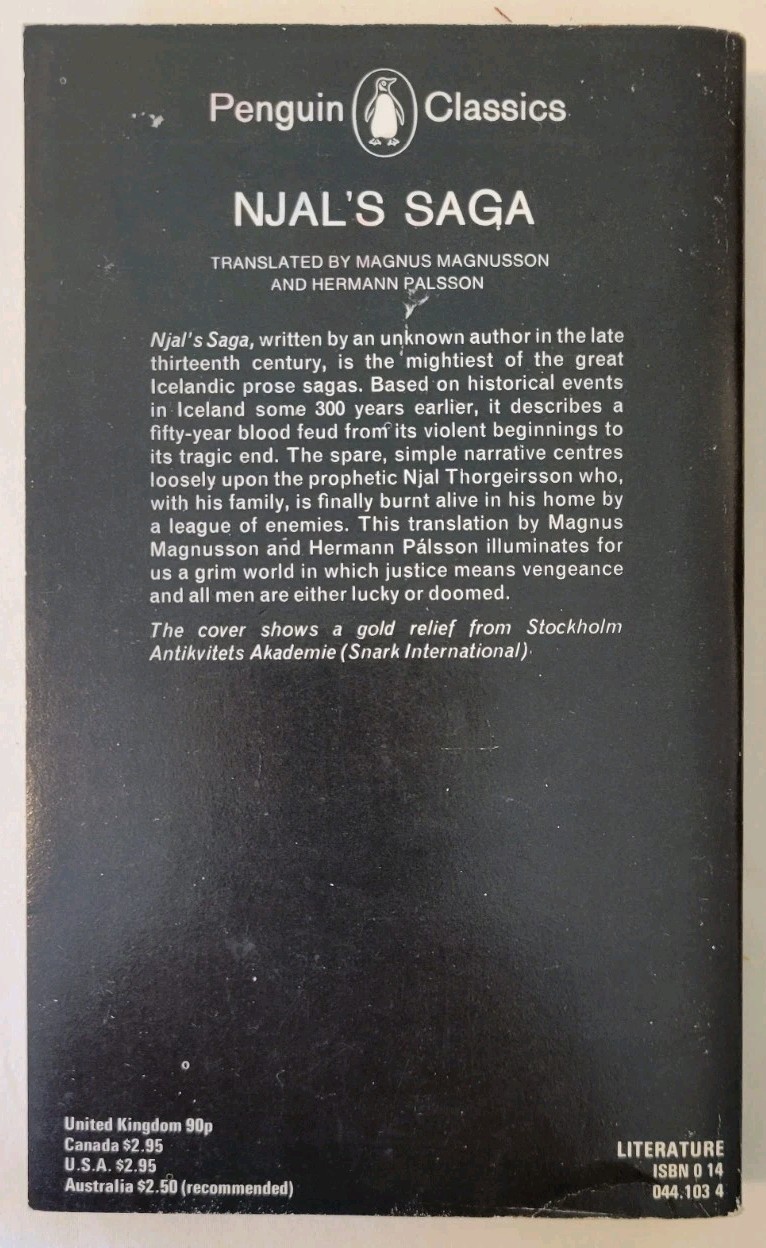 Penguin Classics
NJAL'S SAGA
TRANSLATED BY MAGNUS MAGNUSSON
AND HERMANN PALSSON
Njal's Saga, written by an unknown author in the late
thirteenth century, is the mightiest of the great
Icelandic prose sagas. Based on historical events
in Iceland some 300 years earlier, it describes a
fifty-year blood feud from its violent beginnings to
its tragic end. The spare, simple narrative centres
loosely upon the prophetic Njal Thorgeirsson who,
with his family, is finally burnt alive in his home by
a league of enemies. This translation by Magnus
Magnusson and Hermann Pálsson illuminates for
us a grim world in which justice means vengeance
and all men are either lucky or doomed.
The cover shows a gold relief from Stockholm
Antikvitets Akademie (Snark International)
United Kingdom 90p
Canada $2.95
U.S.A. $2.95
Australia $2.50 (recommended)
LITERATURE
ISBN 0 14
044.103 4